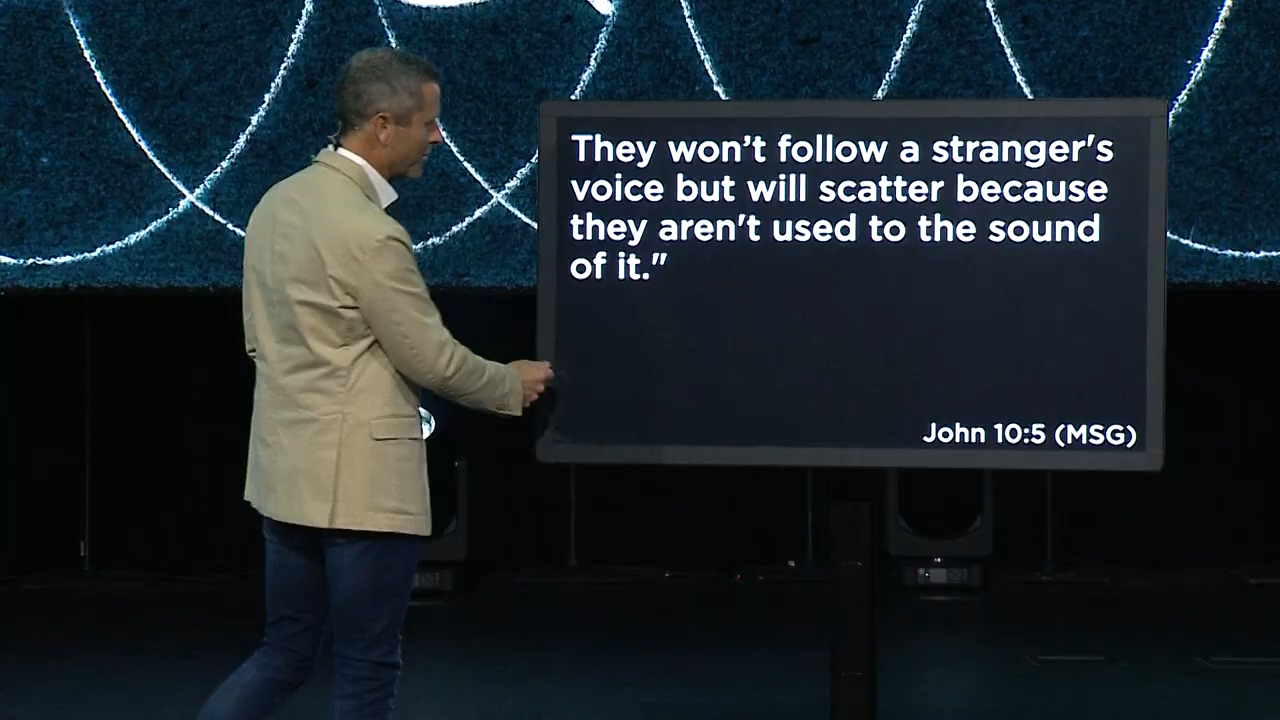 They won’t follow a stranger's
voice but will scatter because
they aren't used to the sound
of it."
John 10:5 (MSG)